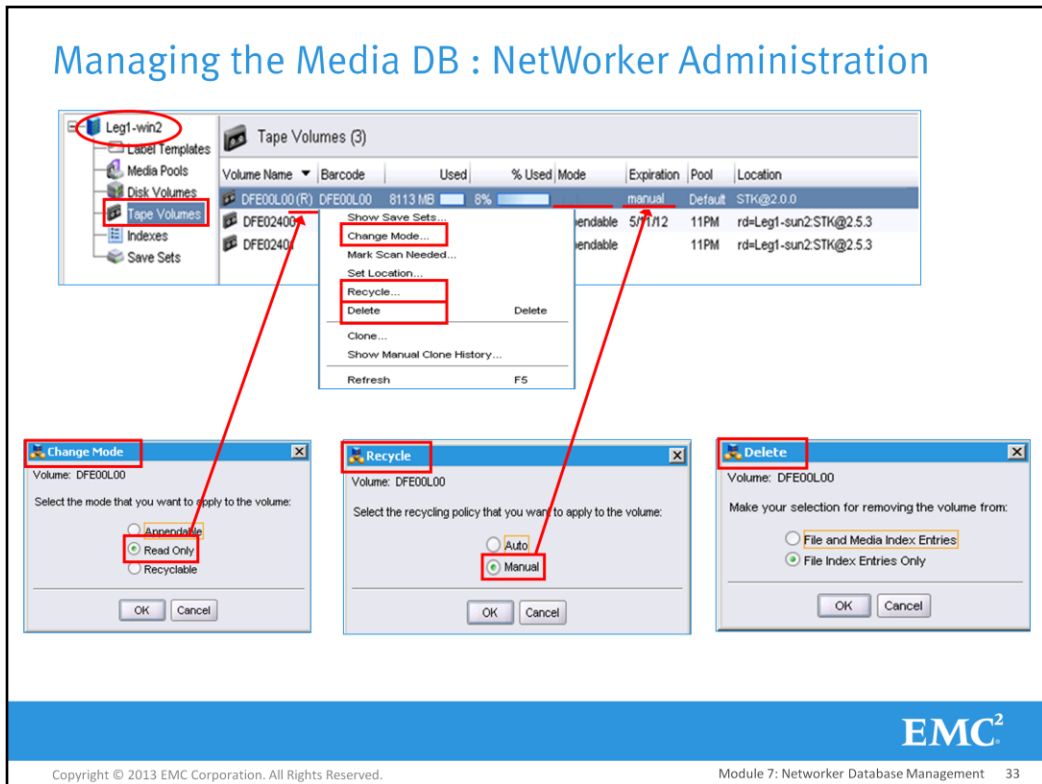 Managing the Media DB : NetWorker Administration
Leg1-win2
Label Templates
Media Pools
Disk Volumes
Tape Volumes
Indexes
Save Sets
Tape Volumes (3)
Volume Name Barcode Used % Used Mode Expiration Pool Location
DFE00L00 (R) DFE00L00 8113 MB 8% manual Default STK@2.0.0
DFE02400 endable 5/11/12 11PM rd=Leg1-sun2:STK@2.5.3
DFE0240 endable 11PM rd=Leg1-sun2:STK@2.5.3
Show Save Sets...
Change Mode...
Mark Scan Needed...
Set Location...
Recycle...
Delete Delete
Clone...
Show Manual Clone History...
Refresh F5
Change Mode
Volume: DFE00L00
Select the mode that you want to apply to the volume:
Appendable
Read Only
Recyclable
OK Cancel
Recycle
Volume: DFE00L00
Select the recycling policy that you want to apply to the volume:
Auto
Manual
OK Cancel
Delete
Volume: DFE00L00
Make your selection for removing the volume from:
File and Media Index Entries
File Index Entries Only
OK Cancel
EMC²
Copyright © 2013 EMC Corporation. All Rights Reserved.
Module 7: Networker Database Management 33